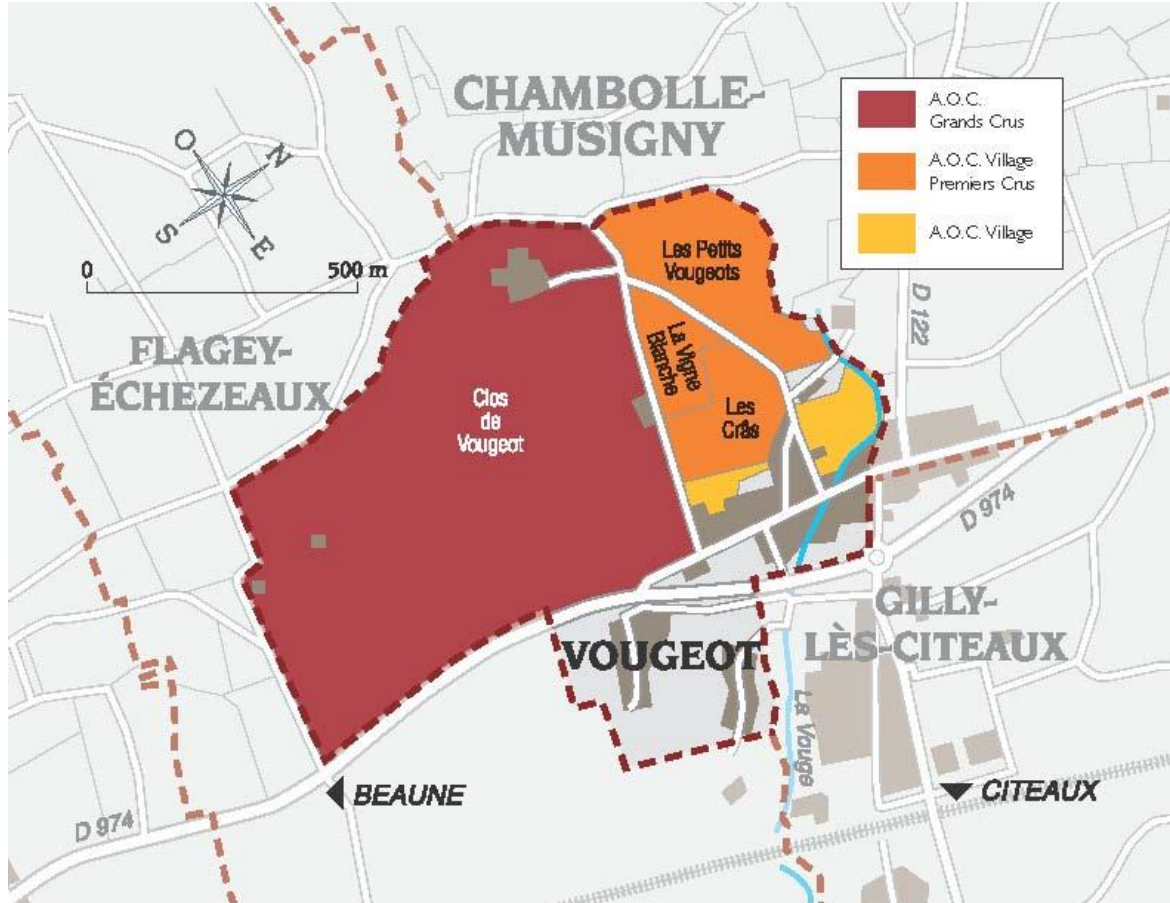 CHAMBOLLE-
MUSIGNY
A.O.C.
Grands Crus
A.O.C. Village
Premiers Crus
A.O.C. Village
O
N
S
E
0
500 m
FLAGEY-
ÉCHEZEAUX
Les Petits
Vougeots
La Vigne
Blanche
Les
Crâs
Clos
de
Vougeot
D 122
D 974
VOUGEOT
GILLY-
LÈS-CITEAUX
La Vouge
BEAUNE
CITEAUX
D 974